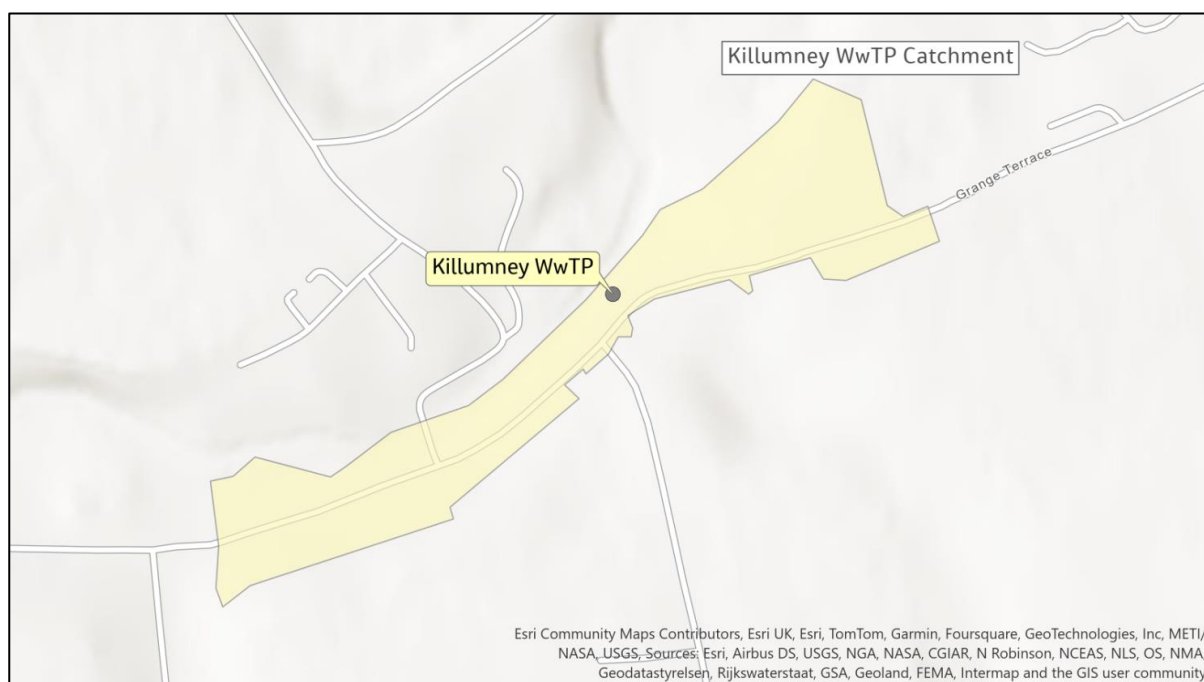 Killumney WwTP Catchment
Grange Terrace
Killumney WwTP
Esri Community Maps Contributors, Esri UK, Esri, TomTom, Garmin, Foursquare, GeoTechnologies, Inc, METI/
NASA, USGS, Sources: Esri, Airbus DS, USGS, NGA, NASA, CGIAR, N Robinson, NCEAS, NLS, OS, NMA,
Geodatastyrelsen, Rijkswaterstaat, GSA, Geoland, FEMA, Intermap and the GIS user community